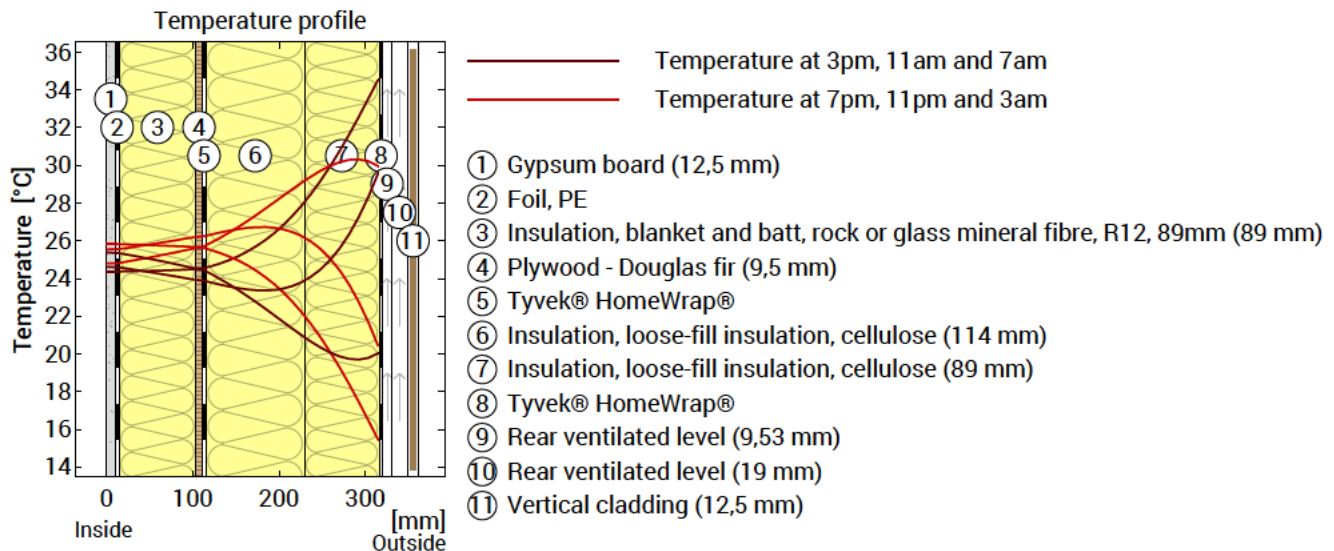 Temperature profile
Temperature [°C]
36
34
32
30
28
26
24
22
20
18
16
14
1
2
3
4
5
6
7
8
9
10
11
0 100 200 300
[mm]
Inside
Outside
Temperature at 3pm, 11am and 7am
Temperature at 7pm, 11pm and 3am
1 Gypsum board (12,5 mm)
2 Foil, PE
3 Insulation, blanket and batt, rock or glass mineral fibre, R12, 89mm (89 mm)
4 Plywood - Douglas fir (9,5 mm)
5 Tyvek® HomeWrap®
6 Insulation, loose-fill insulation, cellulose (114 mm)
7 Insulation, loose-fill insulation, cellulose (89 mm)
8 Tyvek® HomeWrap®
9 Rear ventilated level (9,53 mm)
10 Rear ventilated level (19 mm)
11 Vertical cladding (12,5 mm)